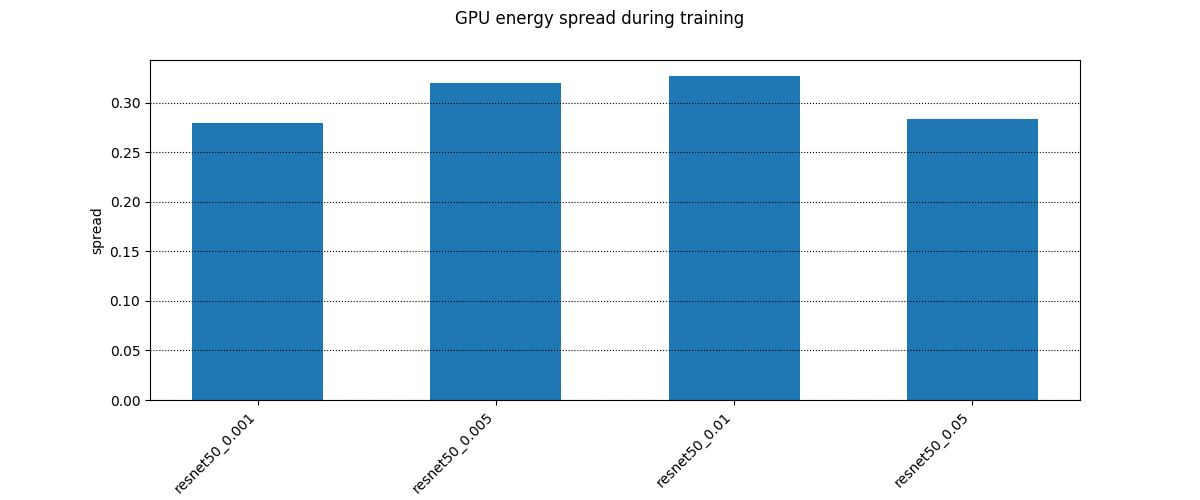 GPU energy spread during training
spread
0.30
0.25
0.20
0.15
0.10
0.05
0.00
resnet50_0.001
resnet50_0.005
resnet50_0.01
resnet50_0.05